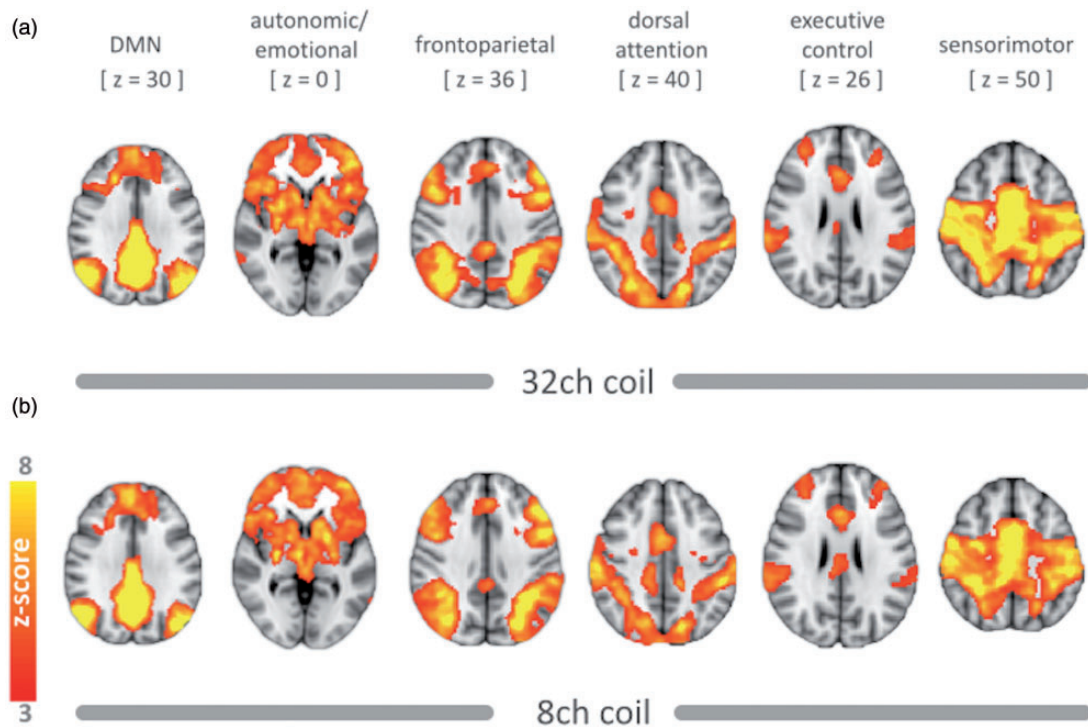 (a)
DMN
[ z = 30 ]
autonomic/
emotional
[ z = 0 ]
frontoparietal
[ z = 36 ]
dorsal
attention
[ z = 40 ]
executive
control
[ z = 26 ]
sensorimotor
[ z = 50 ]
32ch coil
(b)
8
z-score
3
8ch coil